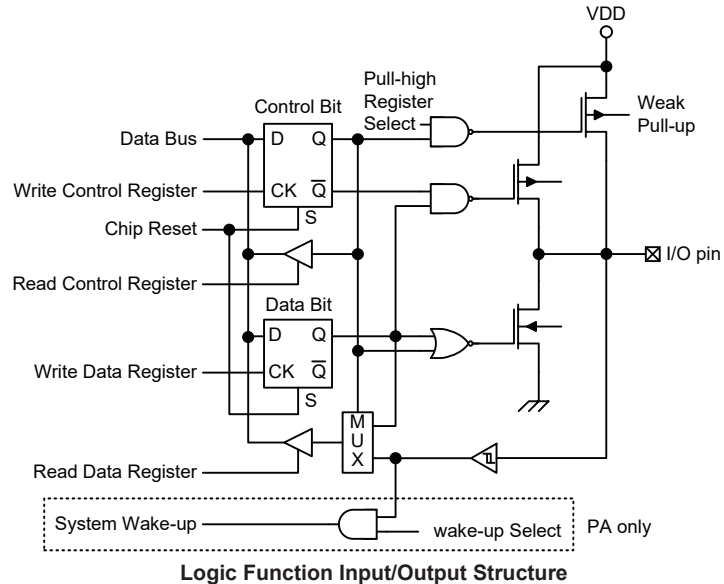 VDD
Pull-high
Register
Select
Weak
Pull-up
Control Bit
Data Bus
D
Q
Write Control Register
CK
Q̅
Chip Reset
S
I/O pin
Read Control Register
Data Bit
D
Q
Write Data Register
CK
Q̅
S
M
U
X
Read Data Register
System Wake-up
wake-up Select
PA only
Logic Function Input/Output Structure